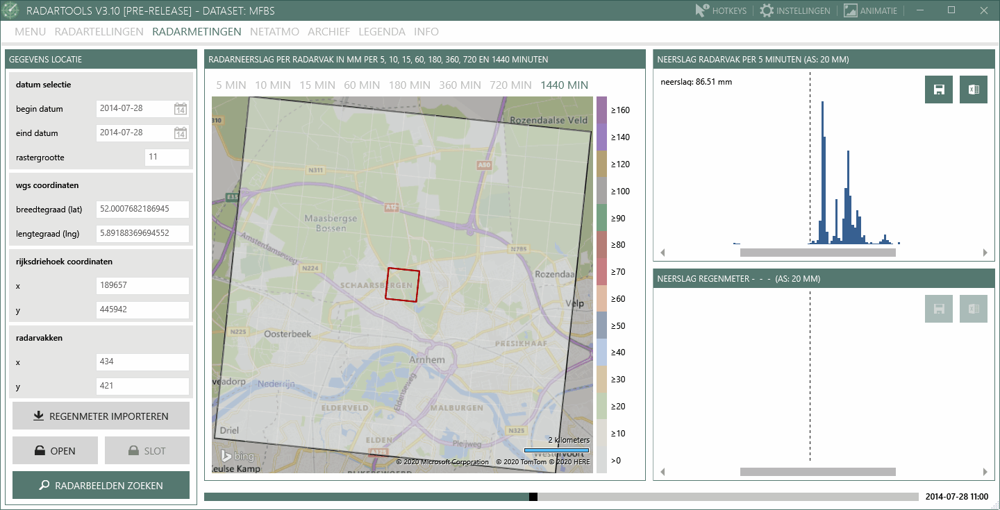 RADARTOOLS V3.10 [PRE-RELEASE] - DATASET: MFBS
HOTKEYS
INSTELLINGEN
ANIMATIE
MENU RADARTELLINGEN RADARMETINGEN NETATMO ARCHIEF LEGENDA INFO
GEGEVENS LOCATIE
datum selectie
begin datum 2014-07-28 14
eind datum 2014-07-28 14
rastergrootte 11
wgs coordinaten
breedtegraad (lat) 52.0007682186945
lengtegraad (lng) 5.89188369694552
rijksdriehoek coordinaten
x 189657
y 445942
radarvakken
x 434
y 421
REGENMETER IMPORTEREN
OPEN SLOT
RADARBEELDEN ZOEKEN
RADARNEERSLAG PER RADARVAK IN MM PER 5, 10, 15, 60, 180, 360, 720 EN 1440 MINUTEN
5 MIN 10 MIN 15 MIN 60 MIN 180 MIN 360 MIN 720 MIN 1440 MIN
310
Rozendaalse Veld
A50
N311
E35
A12
Maasbergse
Bossen
Amsterdamseweg
N785
N224
Rozendaal
SCHAARSBERGEN
Velp
N225
Oosterbeek
PRESIKHAAF
Arnhem
veadorp
Nederrijn
Eldenseweg
ELDERVELD
MALBURGEN
Driel
N325
ELDEN
Pleijweg
A325
2 kilometers
Westervoort
bing
© 2020 Microsoft Corporation © 2020 TomTom © 2020 HERE
eulse Kamp
RIJKERSWOERD
≥160
≥140
≥120
≥100
≥90
≥80
≥70
≥60
≥50
≥40
≥30
≥20
≥10
>0
NEERSLAG RADARVAK PER 5 MINUTEN (AS: 20 MM)
neerslag: 86.51 mm
NEERSLAG REGENMETER - - - (AS: 20 MM)
2014-07-28 11:00